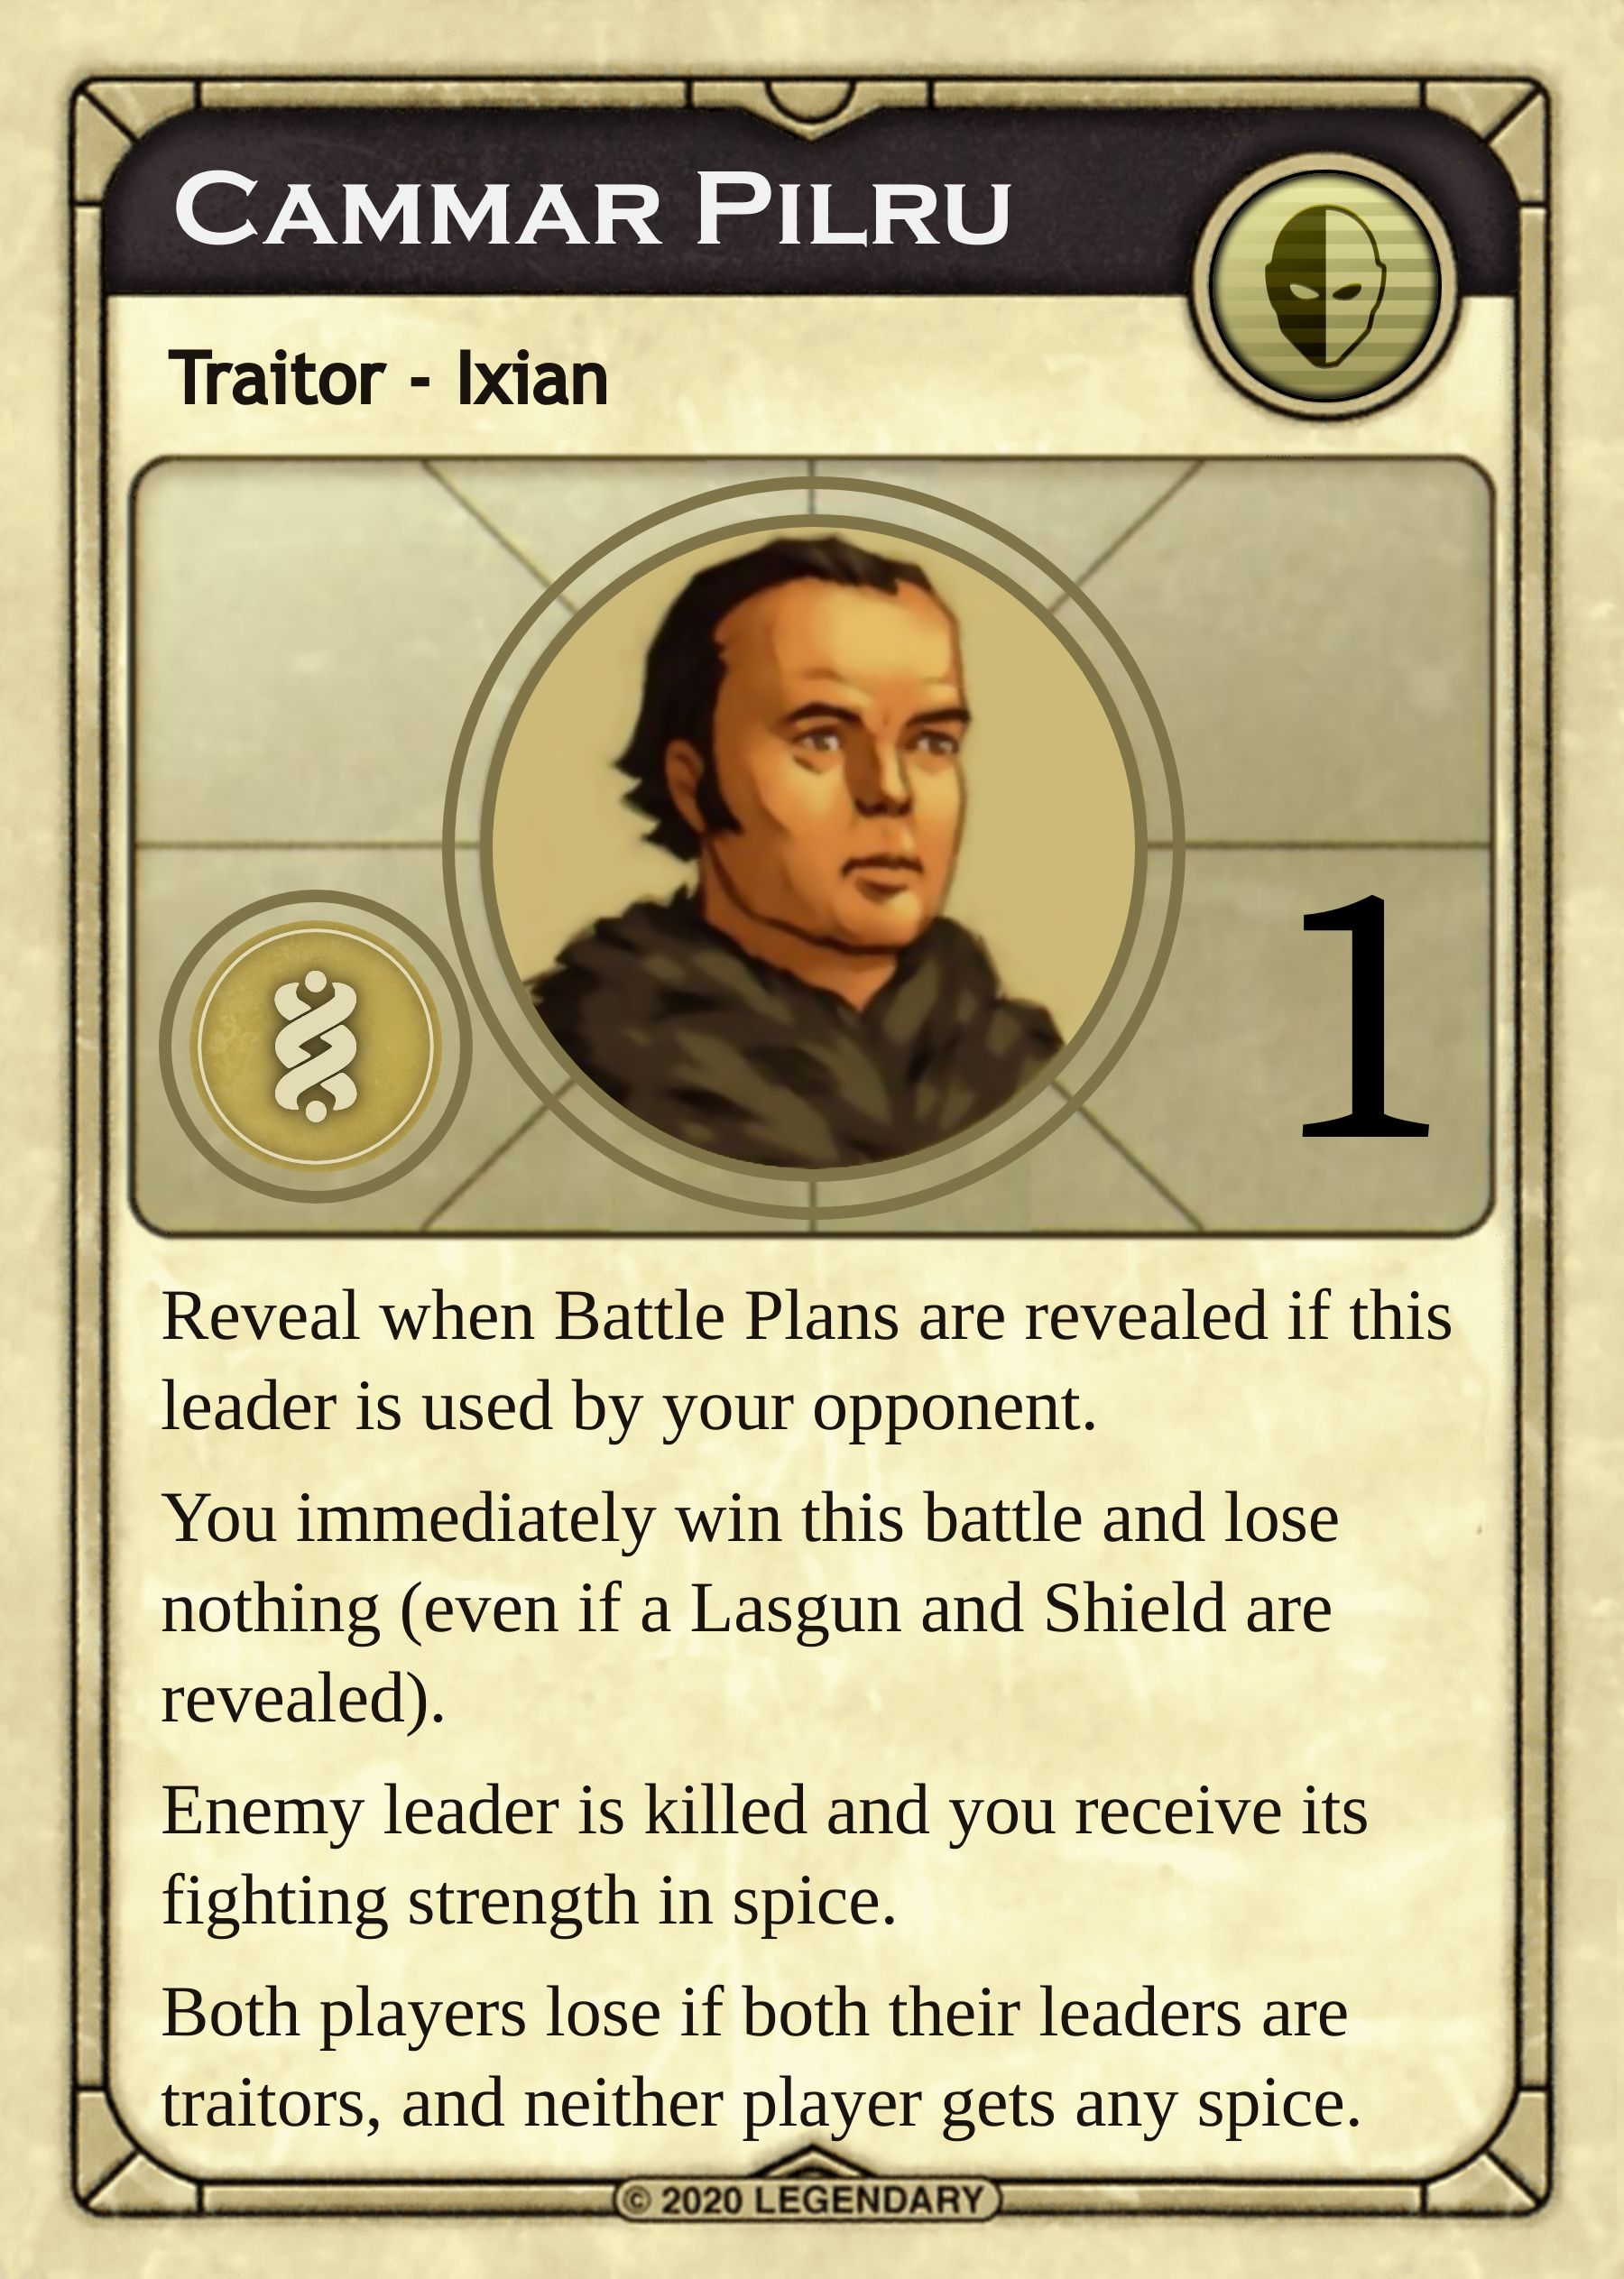 Cammar Pilru
Traitor - Ixian
1
Reveal when Battle Plans are revealed if this
leader is used by your opponent.
You immediately win this battle and lose
nothing (even if a Lasgun and Shield are
revealed).
Enemy leader is killed and you receive its
fighting strength in spice.
Both players lose if both their leaders are
traitors, and neither player gets any spice.
© 2020 LEGENDARY